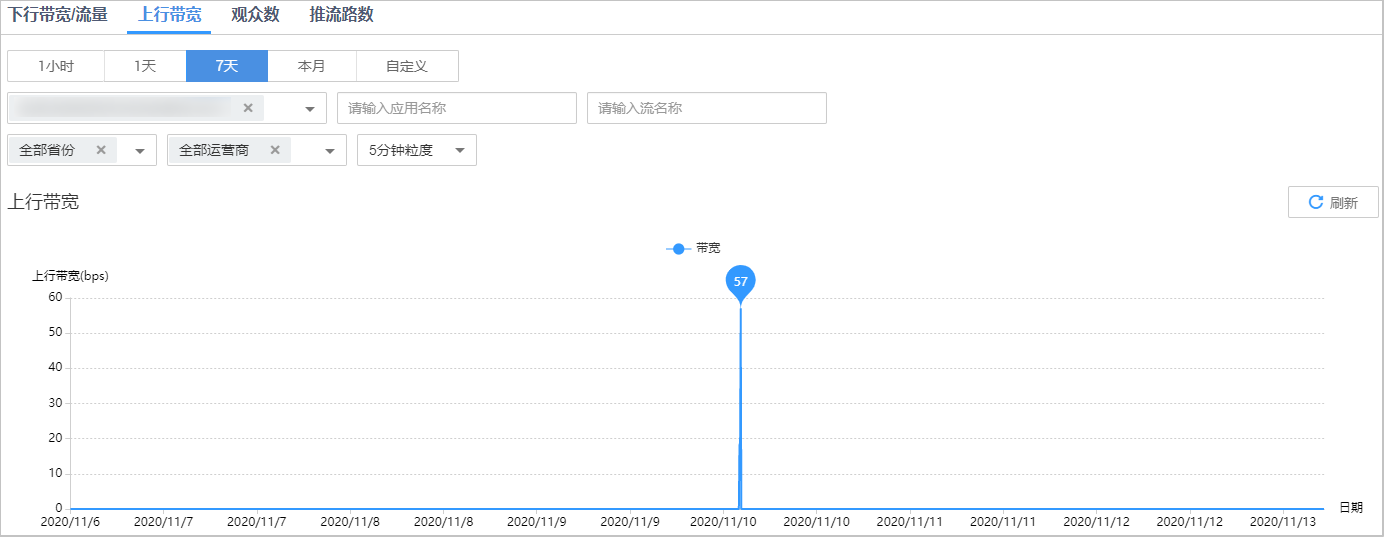 下行带宽/流量 上行带宽 观众数 推流路数
1小时 1天 7天 本月 自定义
请输入应用名称 请输入流名称
全部省份 全部运营商 5分钟粒度
上行带宽 刷新
带宽
上行带宽(bps)
57
60
50
40
30
20
10
0
日期
2020/11/6 2020/11/7 2020/11/7 2020/11/8 2020/11/8 2020/11/9 2020/11/9 2020/11/10 2020/11/10 2020/11/11 2020/11/11 2020/11/12 2020/11/12 2020/11/13